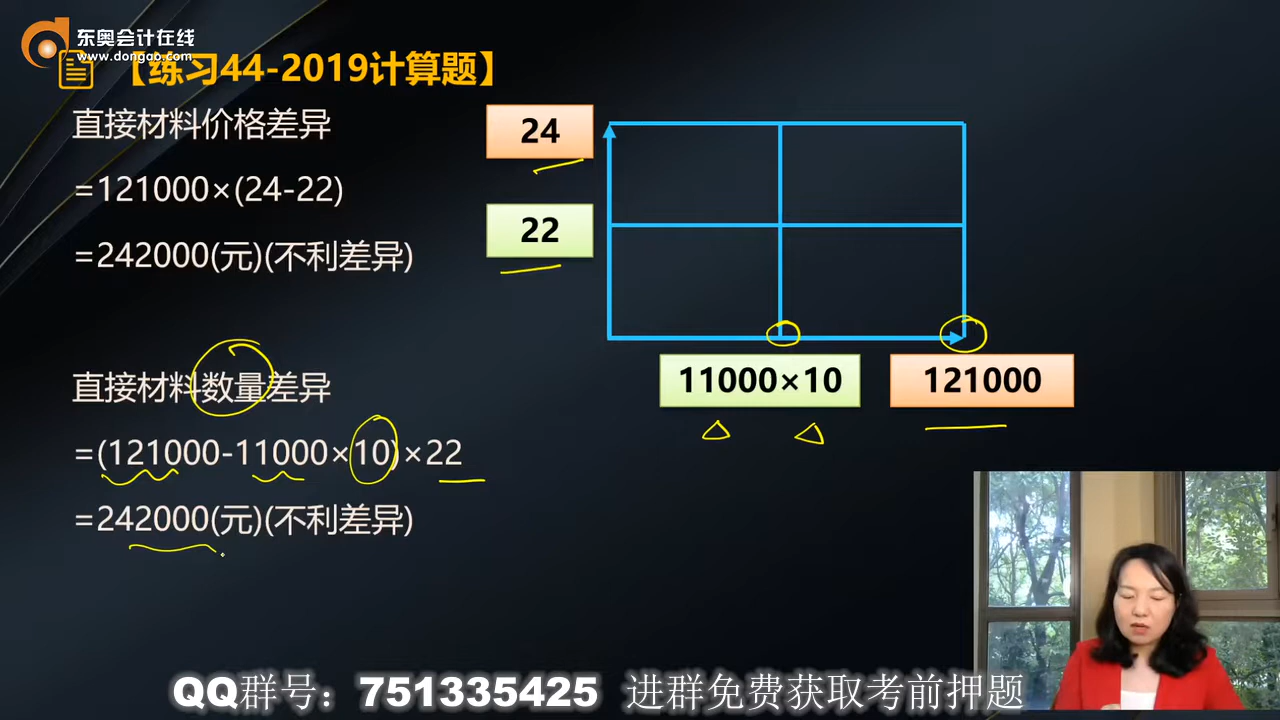 东奥会计在线
www.dongao.com
【练习44-2019计算题】
直接材料价格差异
=121000×(24-22)
=242000(元)(不利差异)
直接材料数量差异
=(121000-11000×10)×22
=242000(元)(不利差异)
24
22
11000×10
121000
QQ群号：751335425 进群免费获取考前押题